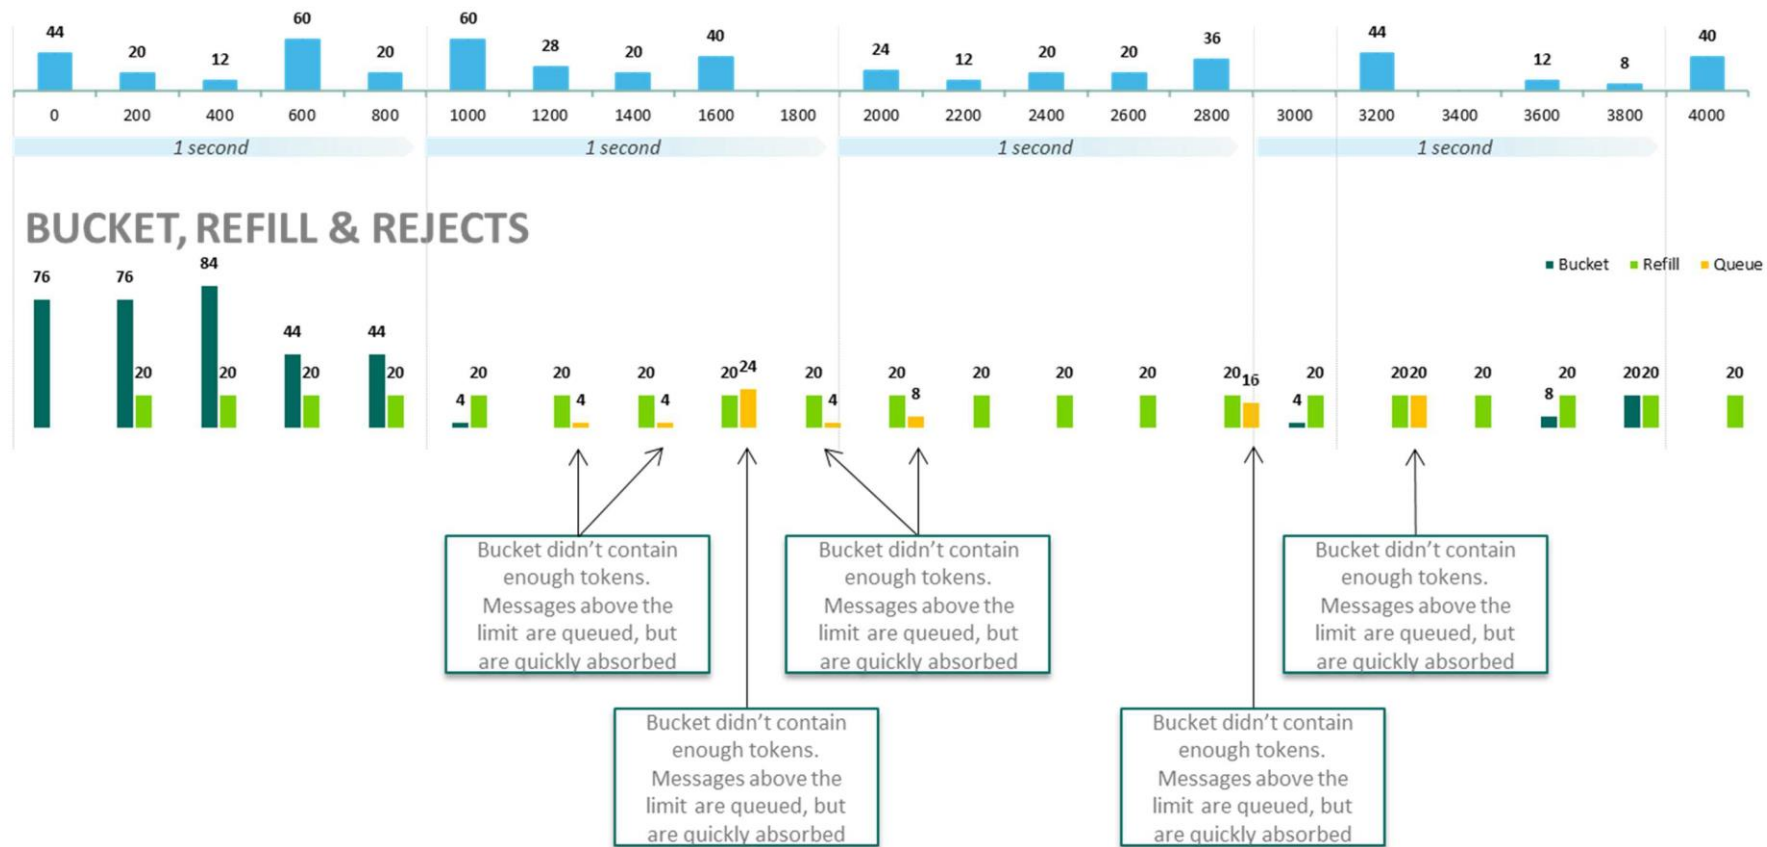 44 20 12 60 20 60 28 20 40 24 12 20 20 36 44 12 8 40
0 200 400 600 800 1000 1200 1400 1600 1800 2000 2200 2400 2600 2800 3000 3200 3400 3600 3800 4000
1 second 1 second 1 second 1 second
BUCKET, REFILL & REJECTS
Bucket Refill Queue
76 76 84 44 44
20 20 20 20 20 20 20 20 20 20 20 20 20 20 20 20 20 20 20 20
4 4 4 24 4 8 16 4 20 8 20
Bucket didn't contain
enough tokens.
Messages above the
limit are queued, but
are quickly absorbed
Bucket didn't contain
enough tokens.
Messages above the
limit are queued, but
are quickly absorbed
Bucket didn't contain
enough tokens.
Messages above the
limit are queued, but
are quickly absorbed
Bucket didn't contain
enough tokens.
Messages above the
limit are queued, but
are quickly absorbed
Bucket didn't contain
enough tokens.
Messages above the
limit are queued, but
are quickly absorbed